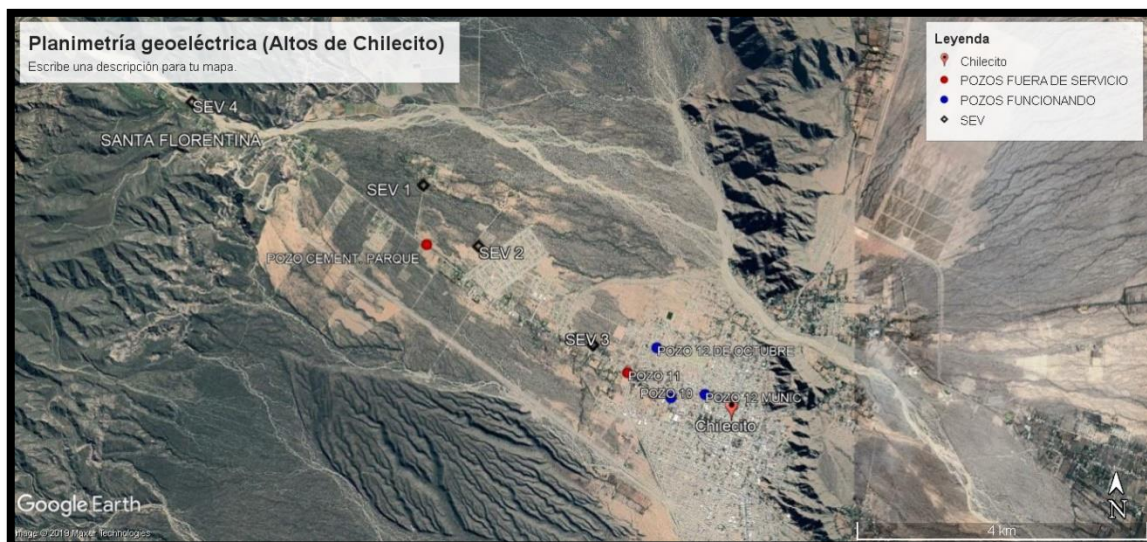 Planimetría geoeléctrica (Altos de Chilecito)
Escribe una descripción para tu mapa.
Leyenda
Chilecito
POZOS FUERA DE SERVICIO
POZOS FUNCIONANDO
SEV
SEV 4
SANTA FLORENTINA
SEV 1
SEV 2
POZO CEMENT. PARQUE
SEV 3
POZO 12 DE OCTUBRE
POZO 11
POZO 10
POZO 12 MUNIC
Chilecito
Google Earth
Image © 2019 Maxar Technologies
N
4 km